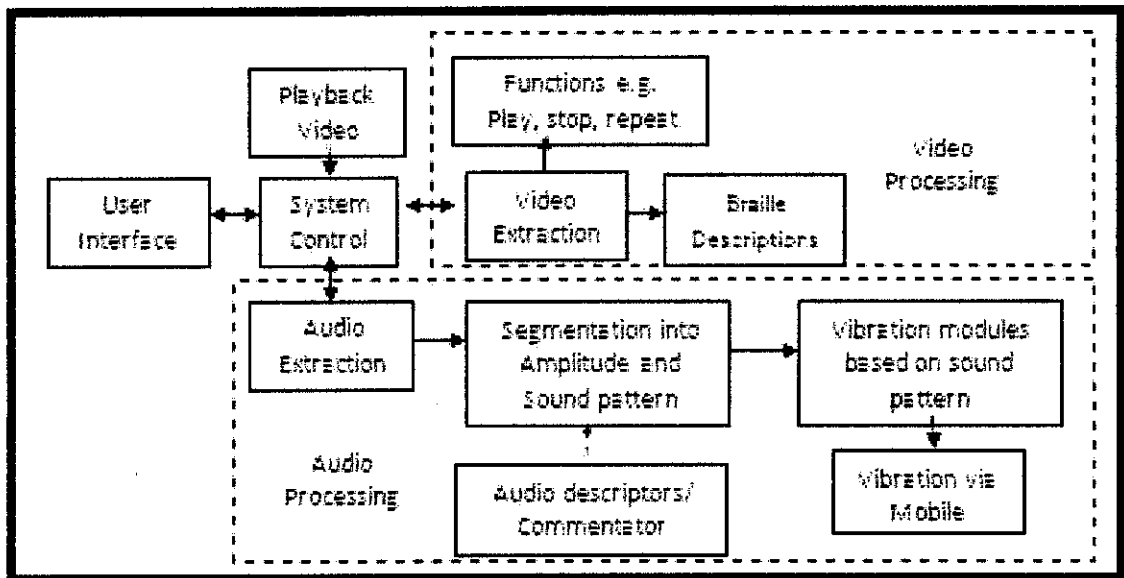 Playback
Video
Functions e.g.
Play, stop, repeat
Video
Processing
User
Interface
System
Control
Video
Extraction
Braille
Descriptions
Audio
Extraction
Segmentation into
Amplitude and
Sound pattern
Vibration modules
based on sound
pattern
Audio
Processing
Audio descriptors/
Commentator
Vibration via
Mobile